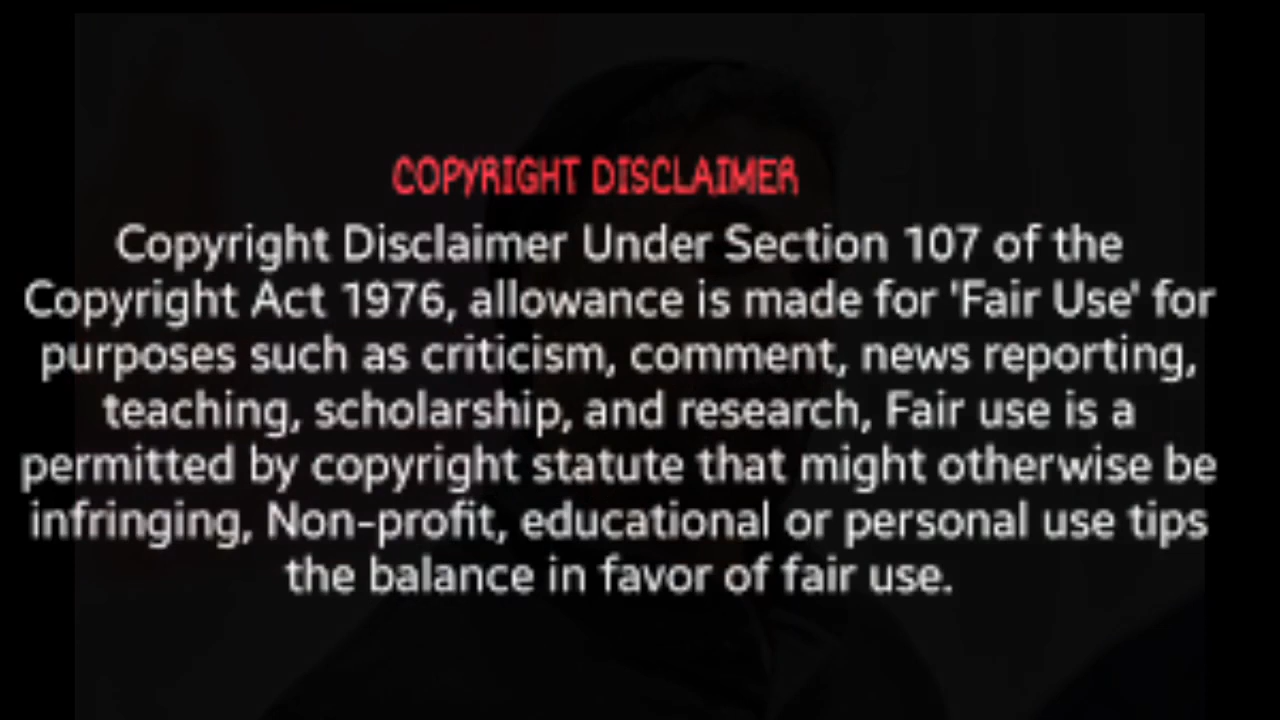 COPYRIGHT DISCLAIMER
Copyright Disclaimer Under Section 107 of the
Copyright Act 1976, allowance is made for 'Fair Use' for
purposes such as criticism, comment, news reporting,
teaching, scholarship, and research, Fair use is a
permitted by copyright statute that might otherwise be
infringing, Non-profit, educational or personal use tips
the balance in favor of fair use.